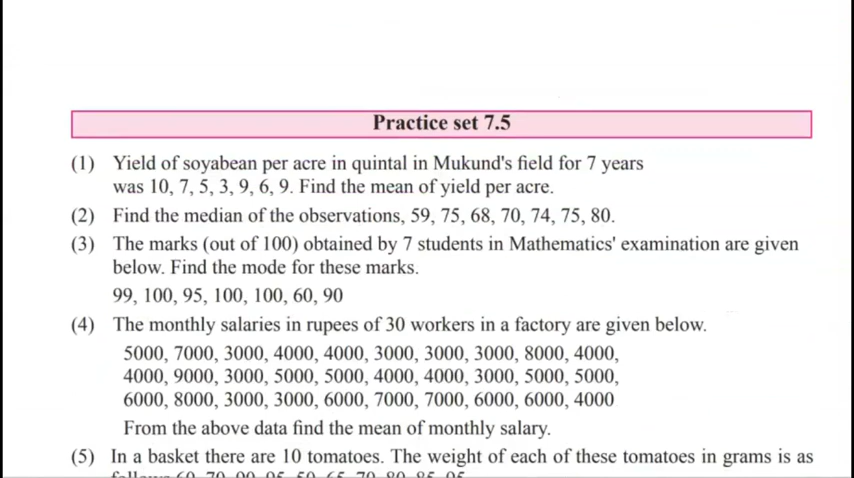 Practice set 7.5
(1) Yield of soyabean per acre in quintal in Mukund's field for 7 years
was 10, 7, 5, 3, 9, 6, 9. Find the mean of yield per acre.
(2) Find the median of the observations, 59, 75, 68, 70, 74, 75, 80.
(3) The marks (out of 100) obtained by 7 students in Mathematics' examination are given
below. Find the mode for these marks.
99, 100, 95, 100, 100, 60, 90
(4) The monthly salaries in rupees of 30 workers in a factory are given below.
5000, 7000, 3000, 4000, 4000, 3000, 3000, 3000, 8000, 4000,
4000, 9000, 3000, 5000, 5000, 4000, 4000, 3000, 5000, 5000,
6000, 8000, 3000, 3000, 6000, 7000, 7000, 6000, 6000, 4000
From the above data find the mean of monthly salary.
(5) In a basket there are 10 tomatoes. The weight of each of these tomatoes in grams is as